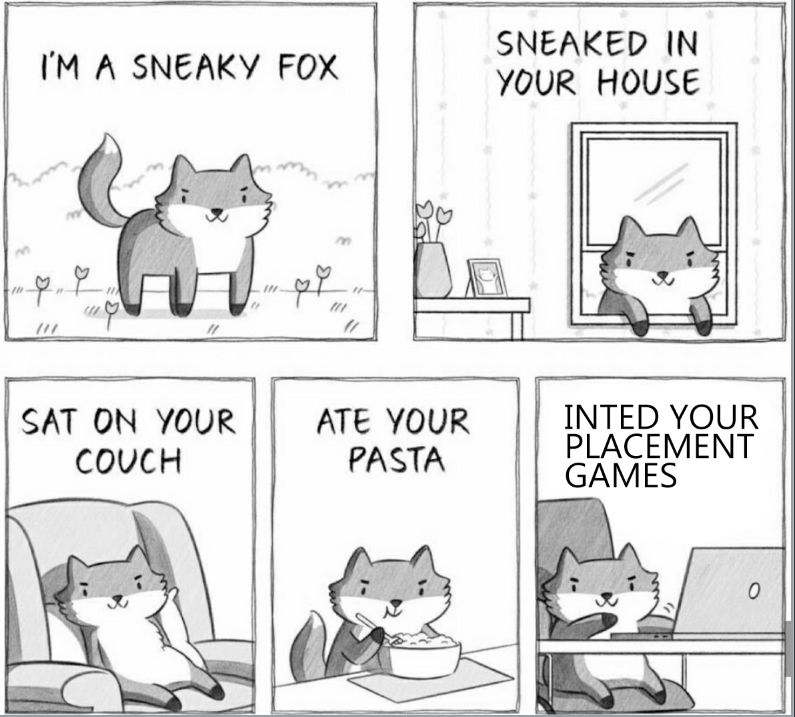 I'M A SNEAKY FOX
SNEAKED IN
YOUR HOUSE
SAT ON YOUR
COUCH
ATE YOUR
PASTA
INTED YOUR
PLACEMENT
GAMES